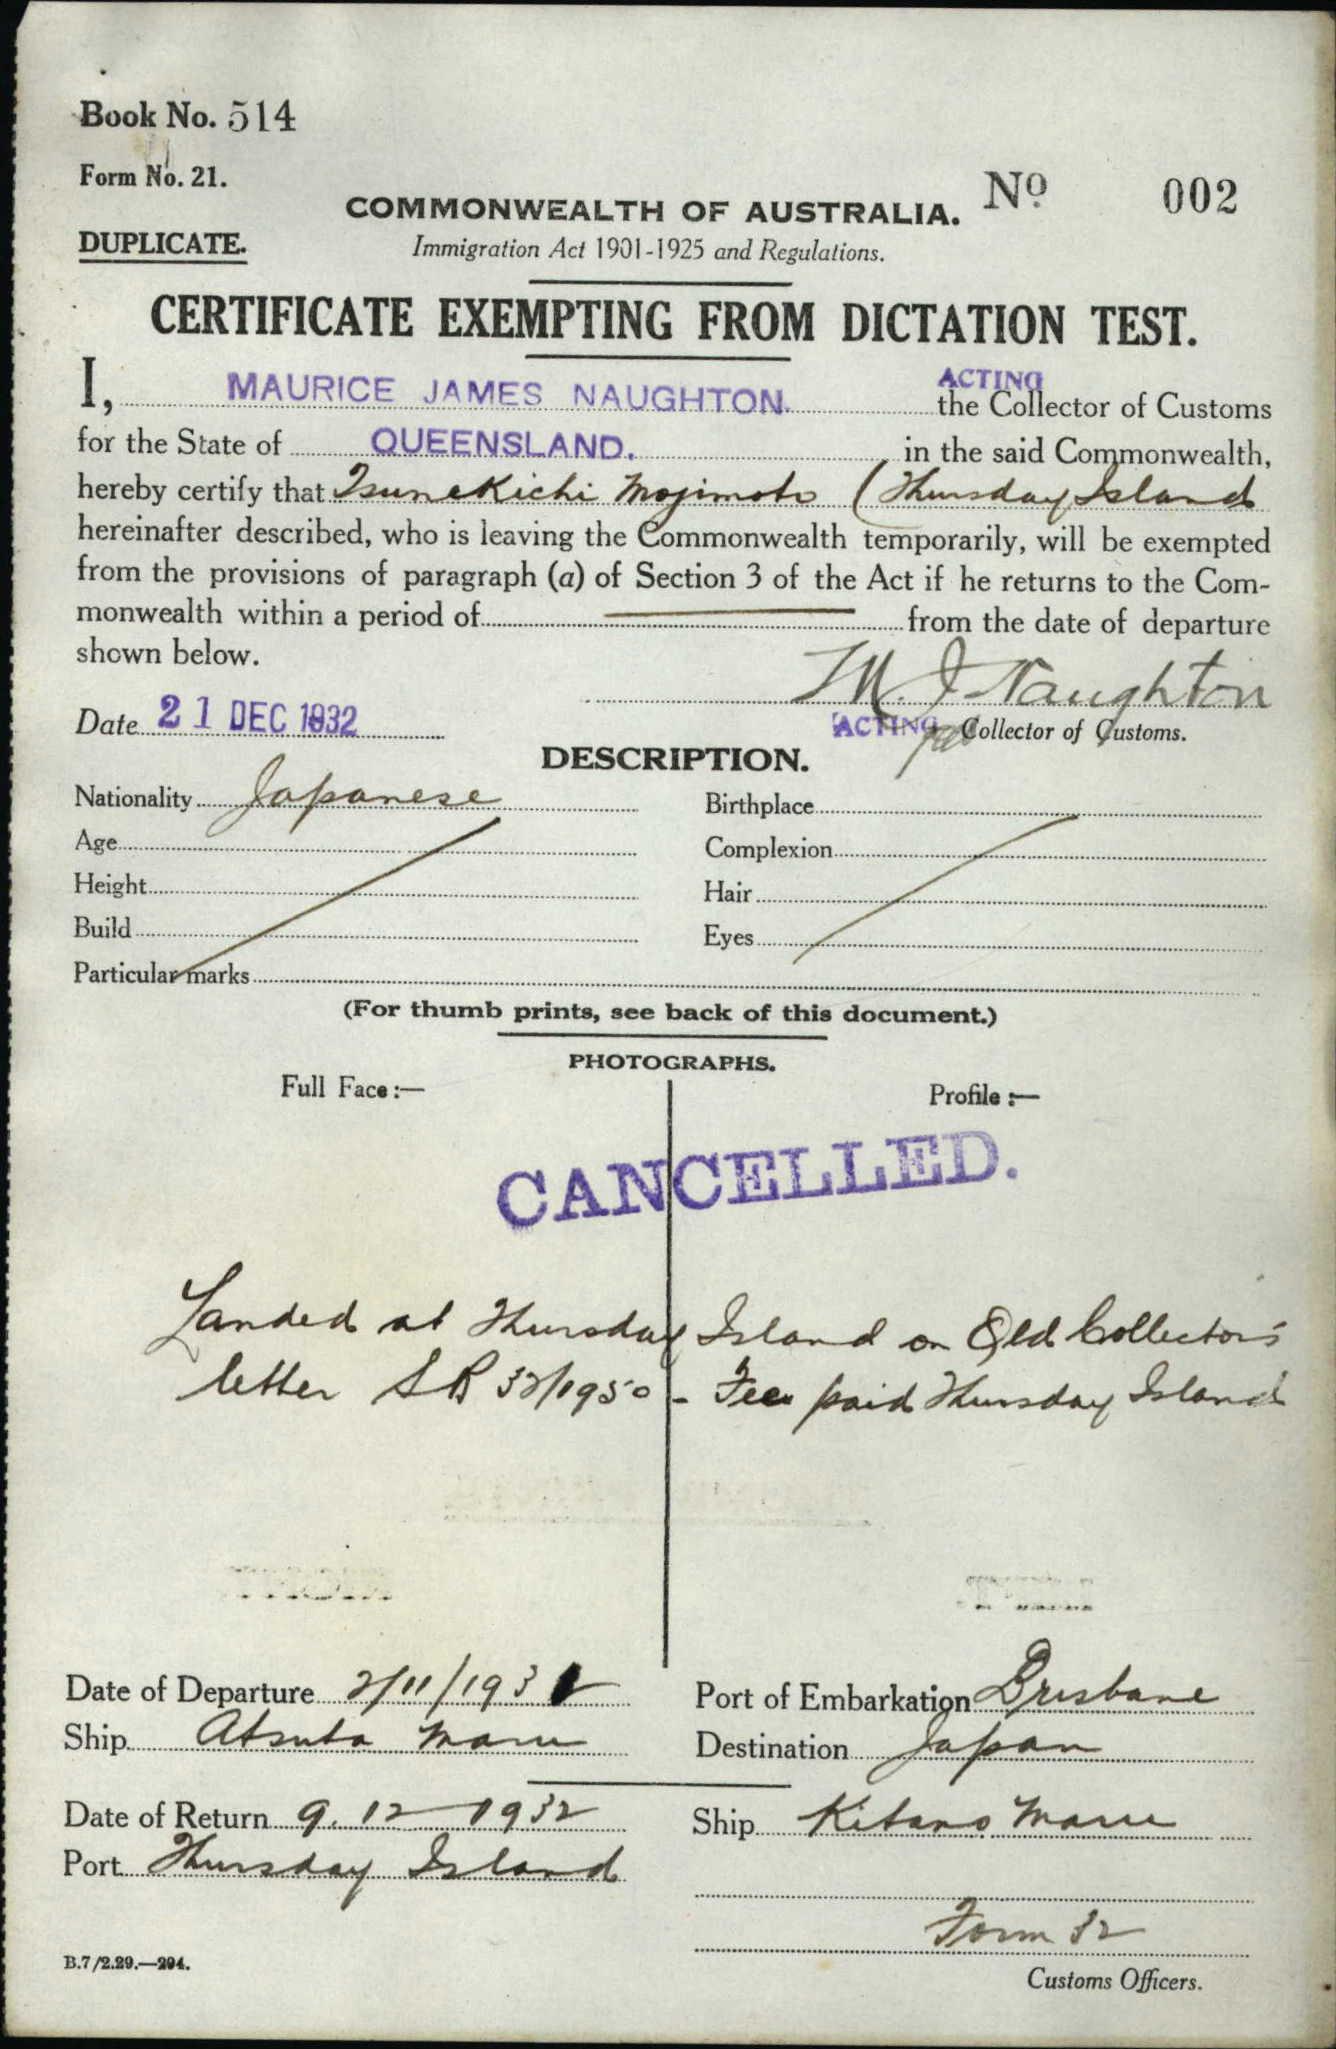 Book No. 514
Form No. 21.
COMMONWEALTH OF AUSTRALIA. No 002
DUPLICATE.
Immigration Act 1901-1925 and Regulations.
CERTIFICATE EXEMPTING FROM DICTATION TEST.
I, MAURICE JAMES NAUGHTON. ACTING the Collector of Customs
for the State of QUEENSLAND. in the said Commonwealth,
hereby certify that Tsunekichi Mojimoto (Thursday Island
hereinafter described, who is leaving the Commonwealth temporarily, will be exempted
from the provisions of paragraph (a) of Section 3 of the Act if he returns to the Com-
monwealth within a period of from the date of departure
shown below.
M. J. Naughton
Date 21 DEC 1932
ACTING Collector of Customs.
DESCRIPTION.
Nationality Japanese Birthplace
Age Complexion
Height Hair
Build Eyes
Particular marks
(For thumb prints, see back of this document.)
PHOTOGRAPHS.
Full Face :— Profile :—
CANCELLED.
Landed at Thursday Island on Qld Collector's
letter SB 32/1950 - Fee paid Thursday Island
Date of Departure 2/11/1932 Port of Embarkation Brisbane
Ship Atsuta Maru Destination Japan
Date of Return 9. 12 1932 Ship Kitano Maru
Port Thursday Island
Form 32
B.7/2.29.—294.
Customs Officers.